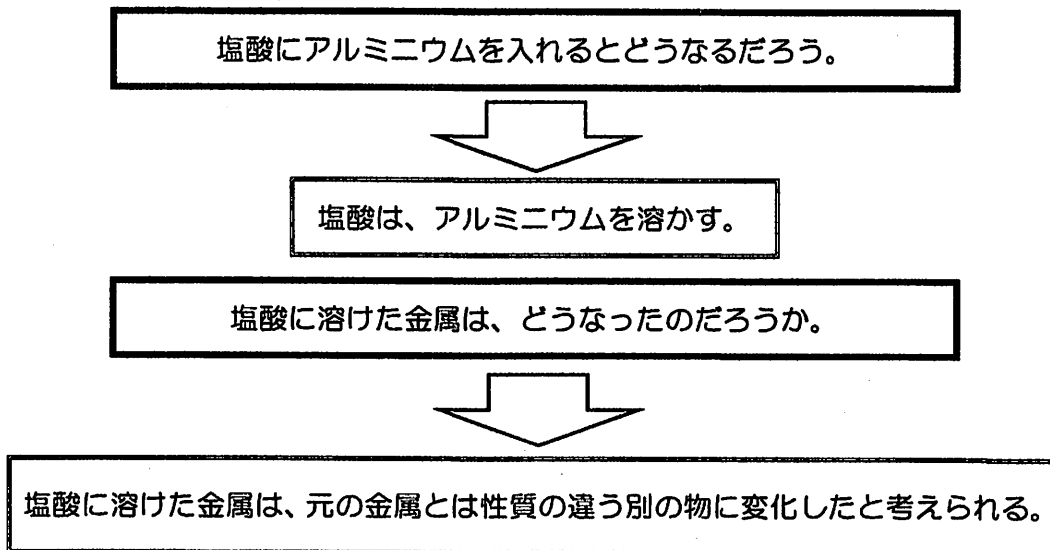 塩酸にアルミニウムを入れるとどうなるだろう。
塩酸は、アルミニウムを溶かす。
塩酸に溶けた金属は、どうなったのだろうか。
塩酸に溶けた金属は、元の金属とは性質の違う別の物に変化したと考えられる。